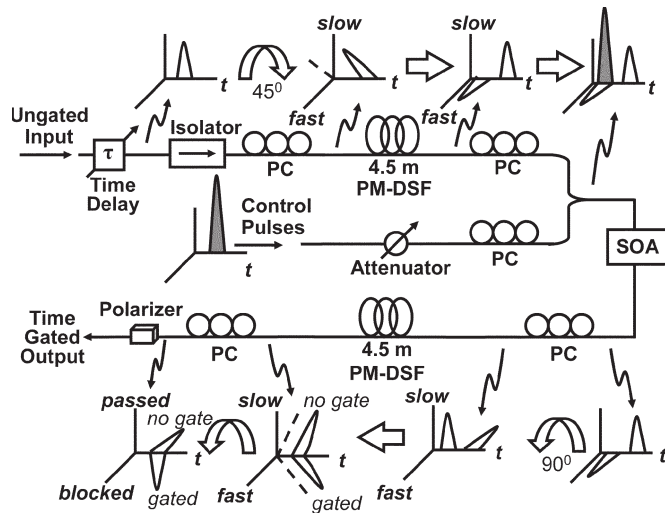 slow
t
45⁰
t
t
t
fast
fast
Ungated
Input
τ
Time
Delay
Isolator
PC
4.5 m
PM-DSF
PC
Control
Pulses
t
Attenuator
PC
SOA
Time
Gated
Output
Polarizer
PC
4.5 m
PM-DSF
PC
passed
no gate
t
blocked
gated
slow
no gate
t
fast
gated
slow
t
fast
90⁰
t